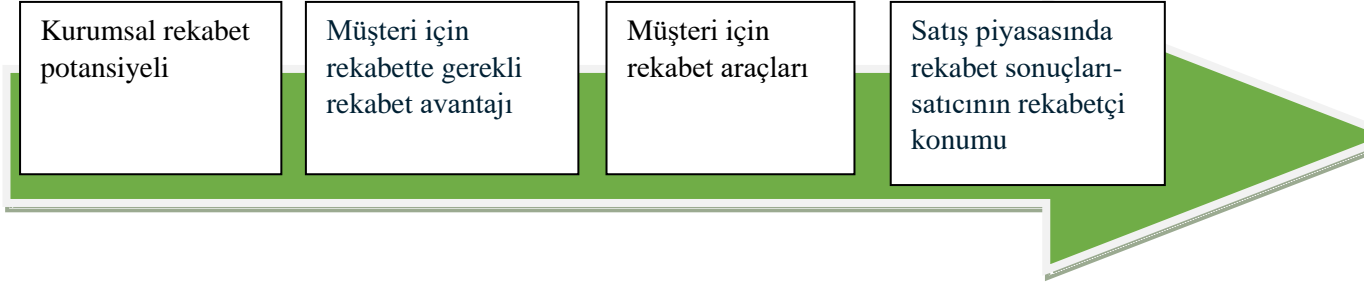 Kurumsal rekabet
potansiyeli
Müşteri için
rekabette gerekli
rekabet avantajı
Müşteri için
rekabet araçları
Satış piyasasında
rekabet sonuçları-
satıcının rekabetçi
konumu